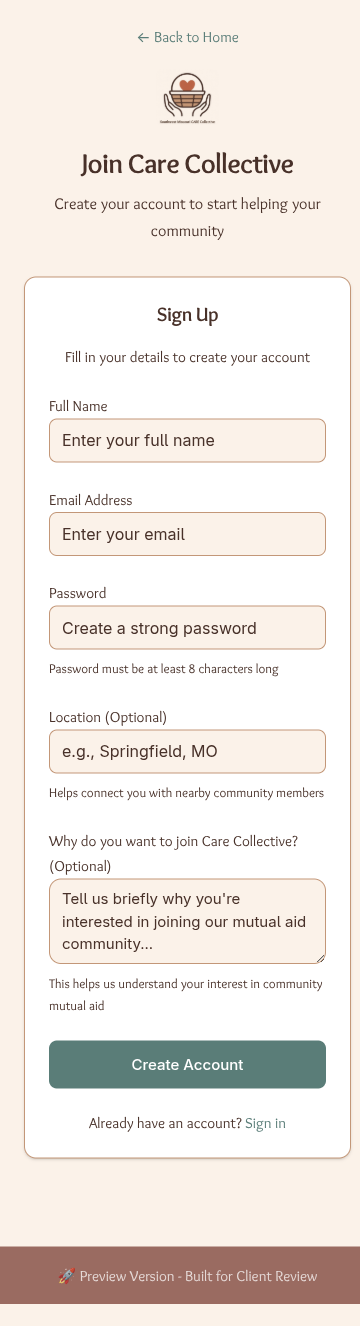 ← Back to Home
Southeast Missouri CARE Collective
Join Care Collective
Create your account to start helping your
community
Sign Up
Fill in your details to create your account
Full Name
Enter your full name
Email Address
Enter your email
Password
Create a strong password
Password must be at least 8 characters long
Location (Optional)
e.g., Springfield, MO
Helps connect you with nearby community members
Why do you want to join Care Collective?
(Optional)
Tell us briefly why you're
interested in joining our mutual aid
community...
This helps us understand your interest in community
mutual aid
Create Account
Already have an account? Sign in
🚀 Preview Version - Built for Client Review